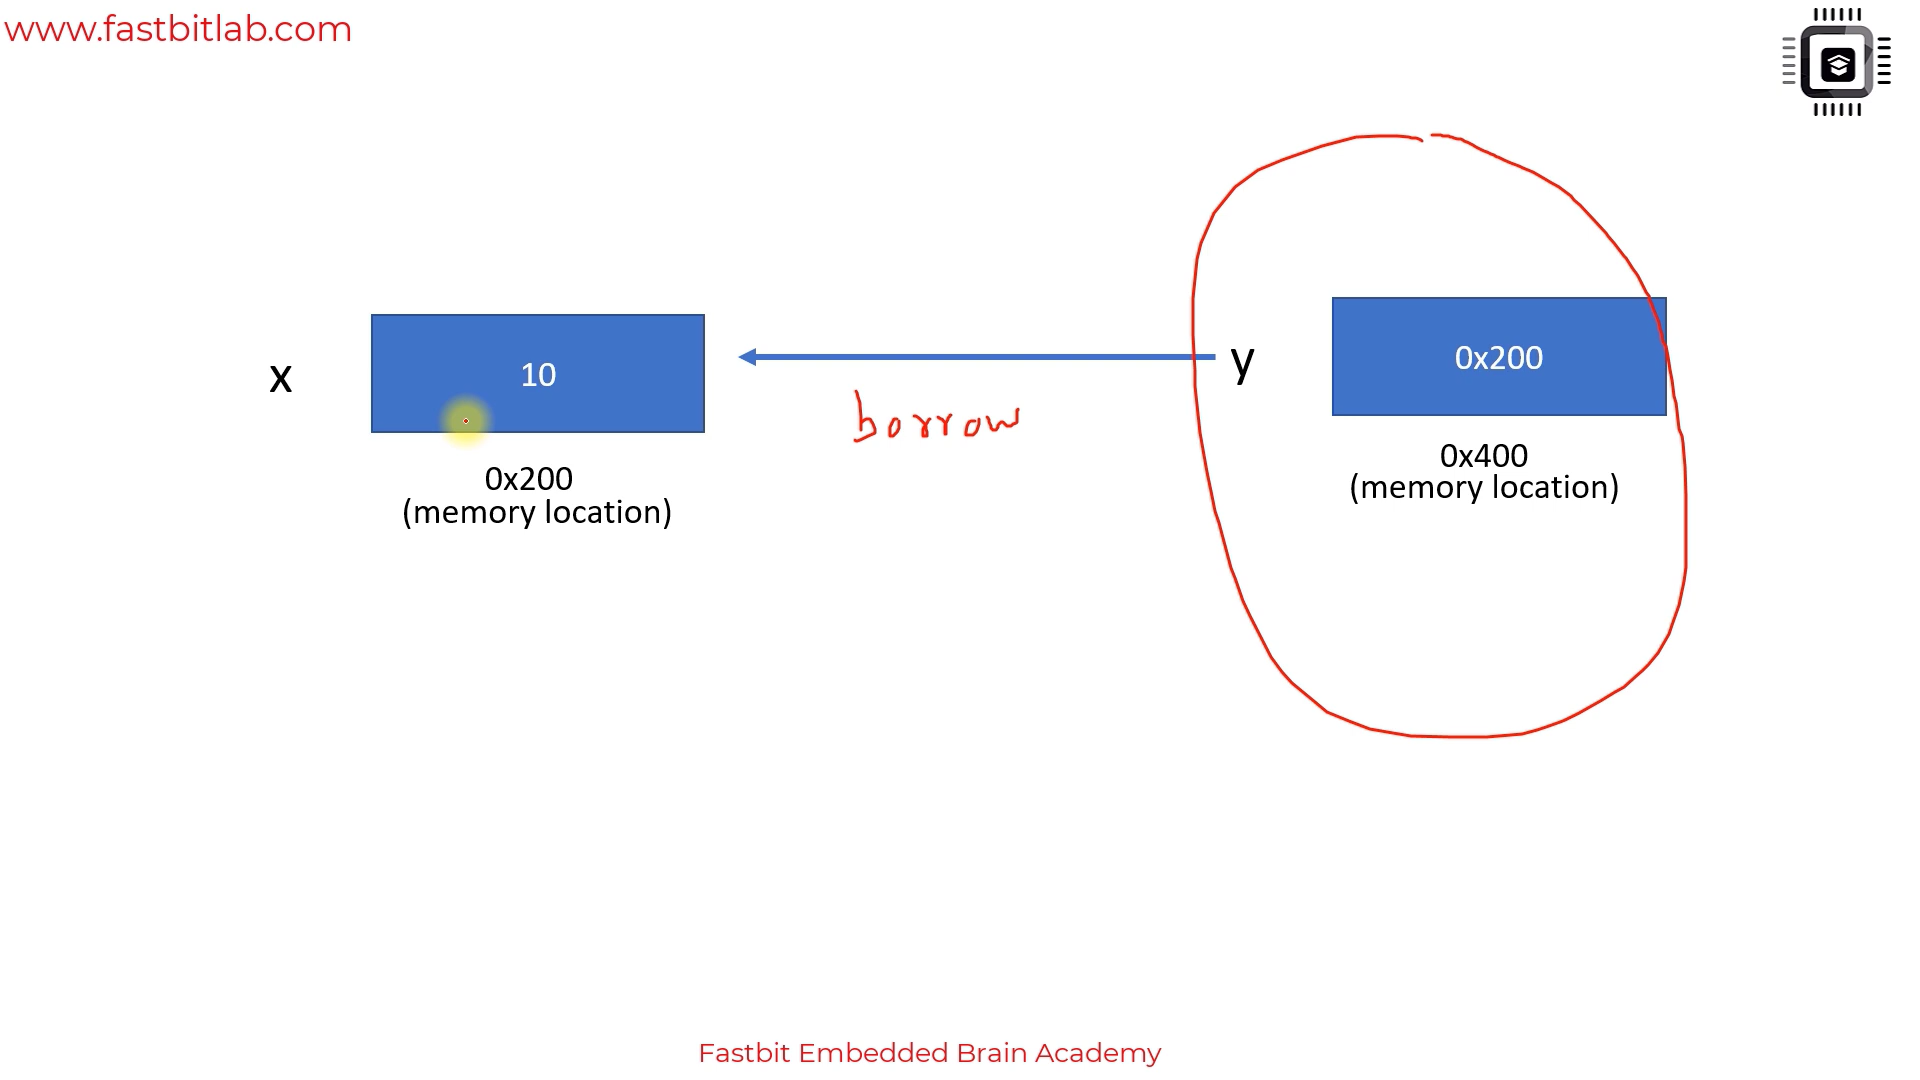 www.fastbitlab.com
x
10
y
0x200
borrow
0x200
(memory location)
0x400
(memory location)
Fastbit Embedded Brain Academy